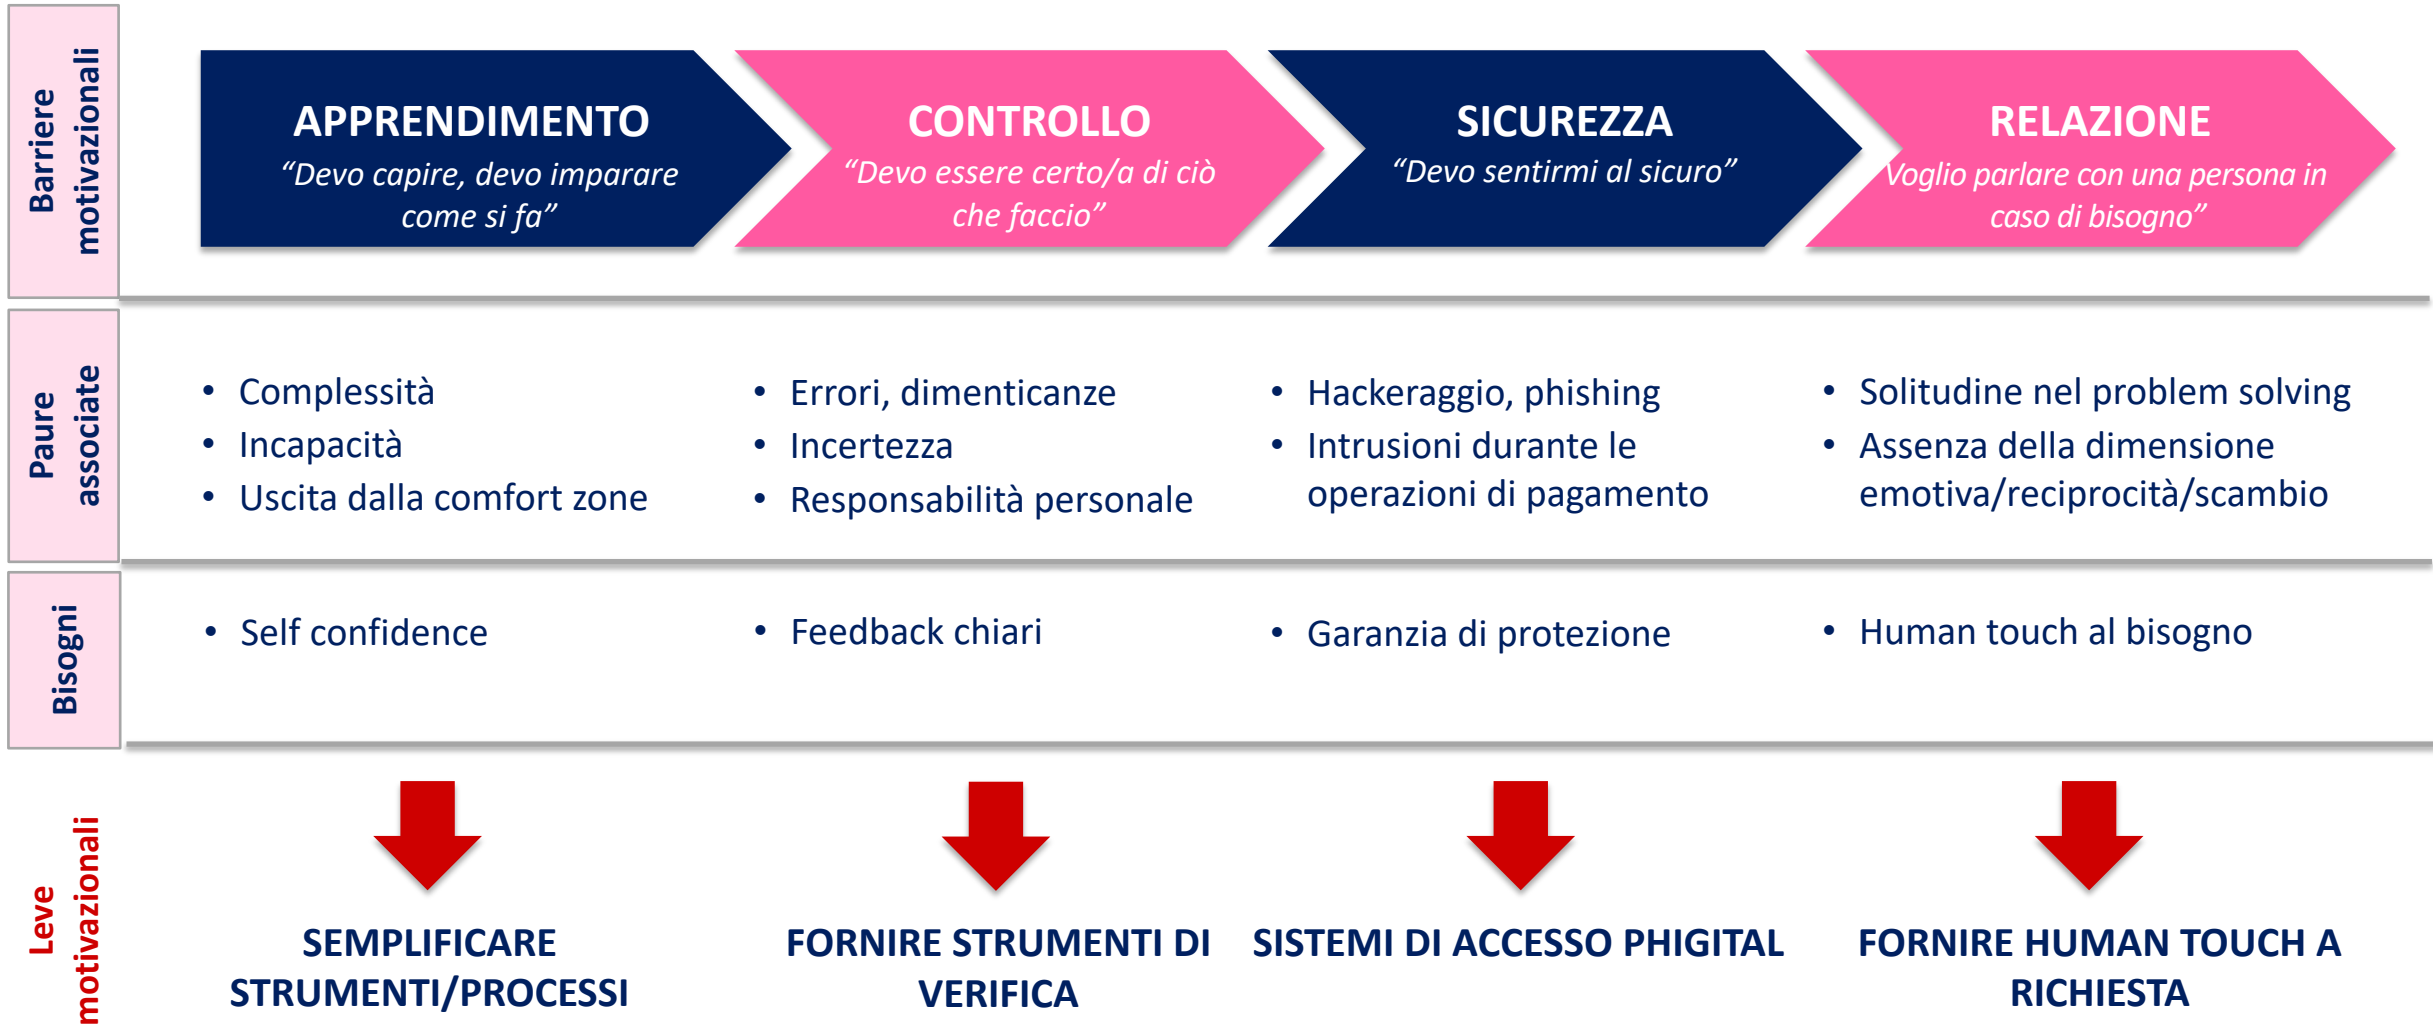 Barriere
motivazionali
APPRENDIMENTO
“Devo capire, devo imparare
come si fa”
CONTROLLO
“Devo essere certo/a di ciò
che faccio”
SICUREZZA
“Devo sentirmi al sicuro”
RELAZIONE
Voglio parlare con una persona in
caso di bisogno”
Paure
associate
• Complessità
• Incapacità
• Uscita dalla comfort zone
• Errori, dimenticanze
• Incertezza
• Responsabilità personale
• Hackeraggio, phishing
• Intrusioni durante le
operazioni di pagamento
• Solitudine nel problem solving
• Assenza della dimensione
emotiva/reciprocità/scambio
Bisogni
• Self confidence
• Feedback chiari
• Garanzia di protezione
• Human touch al bisogno
Leve
motivazionali
SEMPLIFICARE
STRUMENTI/PROCESSI
FORNIRE STRUMENTI DI
VERIFICA
SISTEMI DI ACCESSO PHIGITAL
FORNIRE HUMAN TOUCH A
RICHIESTA